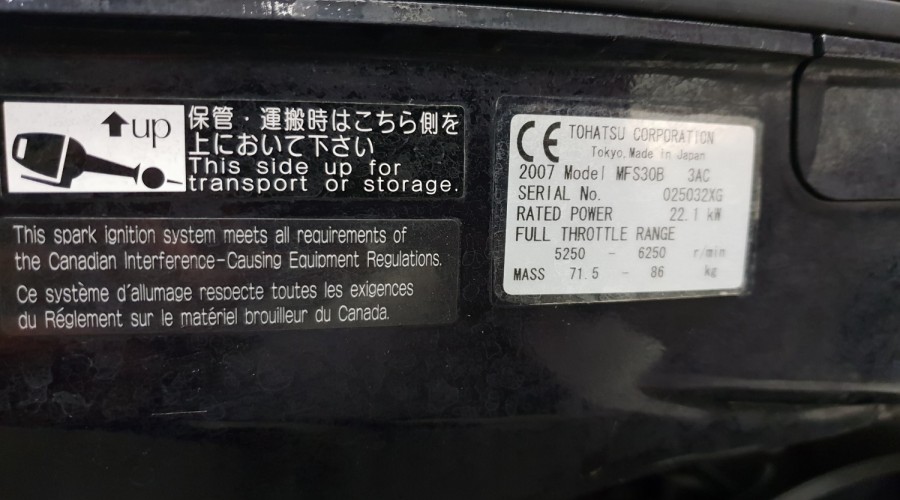 up
保管・運搬時はこちら側を
上において下さい
This side up for
transport or storage.
This spark ignition system meets all requirements of
the Canadian Interference-Causing Equipment Regulations.
Ce système d'allumage respecte toutes les exigences
du Réglement sur le matériel brouilleur du Canada.
CE TOHATSU CORPORATION
Tokyo, Made in Japan
2007 Model MFS30B 3AC
SERIAL No. 025032XG
RATED POWER 22.1 kW
FULL THROTTLE RANGE
5250 - 6250 r/min
MASS 71.5 - 86 kg